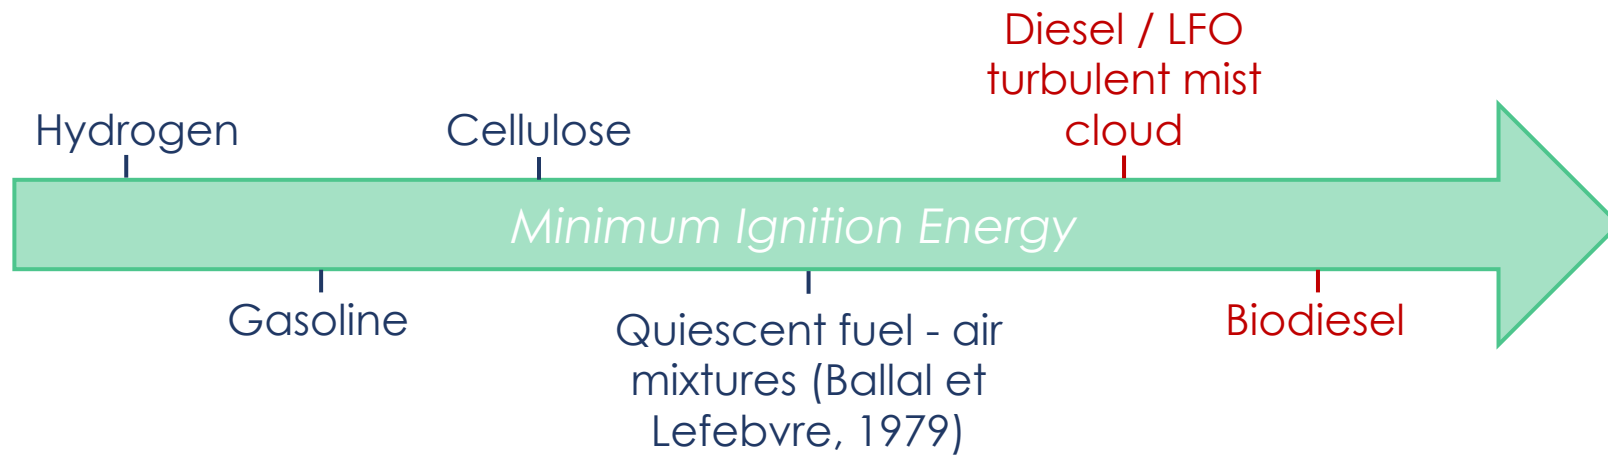 Diesel / LFO
turbulent mist
cloud
Hydrogen
Cellulose
Minimum Ignition Energy
Gasoline
Quiescent fuel - air
mixtures (Ballal et
Lefebvre, 1979)
Biodiesel